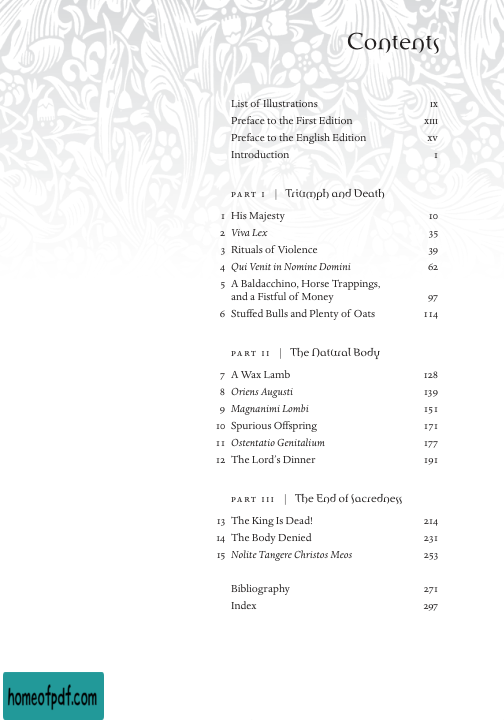 Contents
List of Illustrations ix
Preface to the First Edition xiii
Preface to the English Edition xv
Introduction 1
PART I | Triumph and Death
1 His Majesty 10
2 Viva Lex 35
3 Rituals of Violence 39
4 Qui Venit in Nomine Domini 62
5 A Baldacchino, Horse Trappings,
and a Fistful of Money 97
6 Stuffed Bulls and Plenty of Oats 114
PART II | The Natural Body
7 A Wax Lamb 128
8 Oriens Augusti 139
9 Magnanimi Lombi 151
10 Spurious Offspring 171
11 Ostentatio Genitalium 177
12 The Lord's Dinner 191
PART III | The End of Sacredness
13 The King Is Dead! 214
14 The Body Denied 231
15 Nolite Tangere Christos Meos 253
Bibliography 271
Index 297
homeofpdf.com